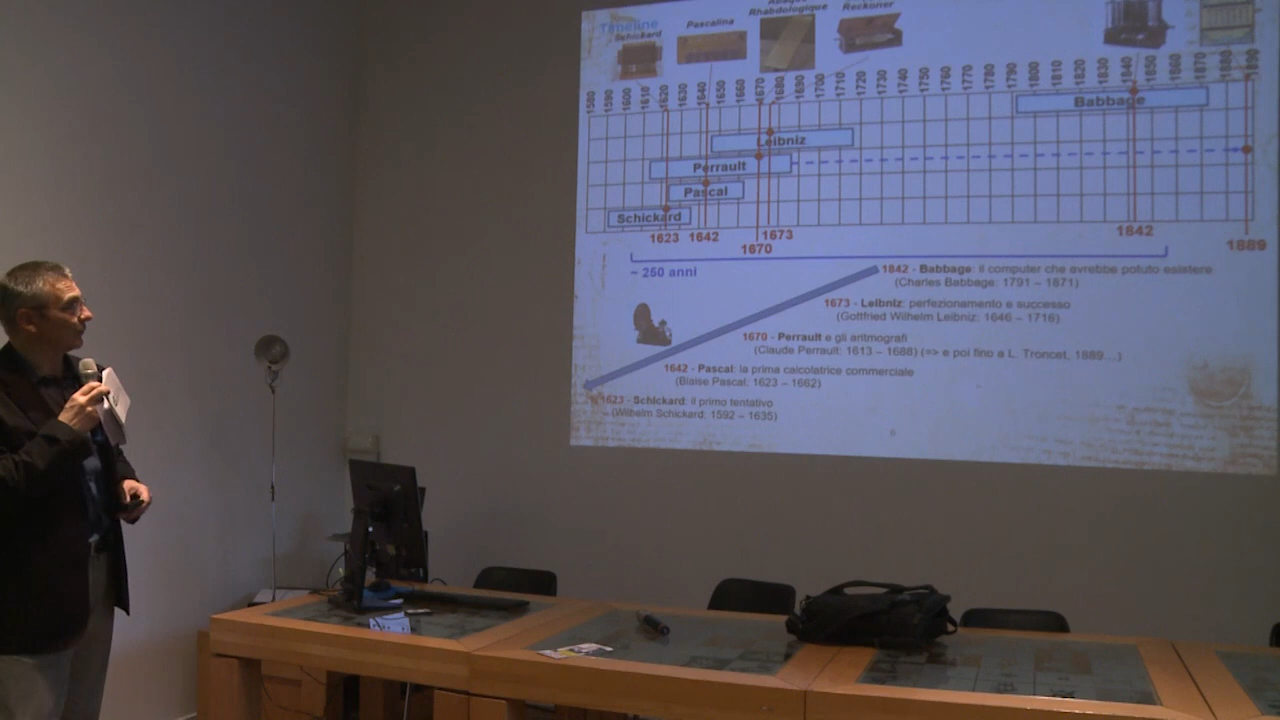 Timeline
Schickard
Pascalina
Abaque
Rhabdologique
Reckoner
1580 1590 1600 1610 1620 1630 1640 1650 1660 1670 1680 1690 1700 1710 1720 1730 1740 1750 1760 1770 1780 1790 1800 1810 1820 1830 1840 1850 1860 1870 1880 1890
Babbage
Leibniz
Perrault
Pascal
Schickard
1623 1642 1673 1842
1670 1889
~ 250 anni
1842 - Babbage: il computer che avrebbe potuto esistere
(Charles Babbage: 1791 – 1871)
1673 - Leibniz: perfezionamento e successo
(Gottfried Wilhelm Leibniz: 1646 – 1716)
1670 - Perrault e gli aritmografi
(Claude Perrault: 1613 – 1688) (=> e poi fino a L. Troncet, 1889...)
1642 - Pascal: la prima calcolatrice commerciale
(Blaise Pascal: 1623 – 1662)
1623 - Schickard: il primo tentativo
(Wilhelm Schickard: 1592 – 1635)
6